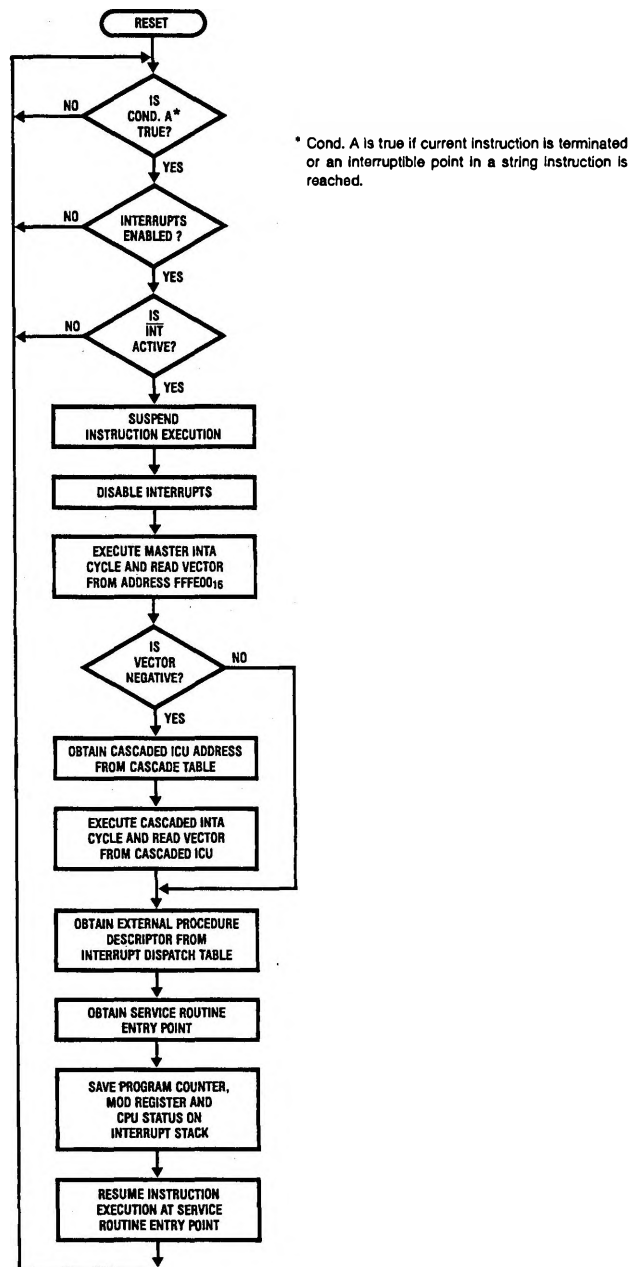 RESET
IS
COND. A*
TRUE?
NO
YES
* Cond. A is true if current instruction is terminated
or an interruptible point in a string instruction is
reached.
INTERRUPTS
ENABLED ?
NO
YES
IS
INT
ACTIVE?
NO
YES
SUSPEND
INSTRUCTION EXECUTION
DISABLE INTERRUPTS
EXECUTE MASTER INTA
CYCLE AND READ VECTOR
FROM ADDRESS FFFE00₁₆
IS
VECTOR
NEGATIVE?
NO
YES
OBTAIN CASCADED ICU ADDRESS
FROM CASCADE TABLE
EXECUTE CASCADED INTA
CYCLE AND READ VECTOR
FROM CASCADED ICU
OBTAIN EXTERNAL PROCEDURE
DESCRIPTOR FROM
INTERRUPT DISPATCH TABLE
OBTAIN SERVICE ROUTINE
ENTRY POINT
SAVE PROGRAM COUNTER,
MOD REGISTER AND
CPU STATUS ON
INTERRUPT STACK
RESUME INSTRUCTION
EXECUTION AT SERVICE
ROUTINE ENTRY POINT